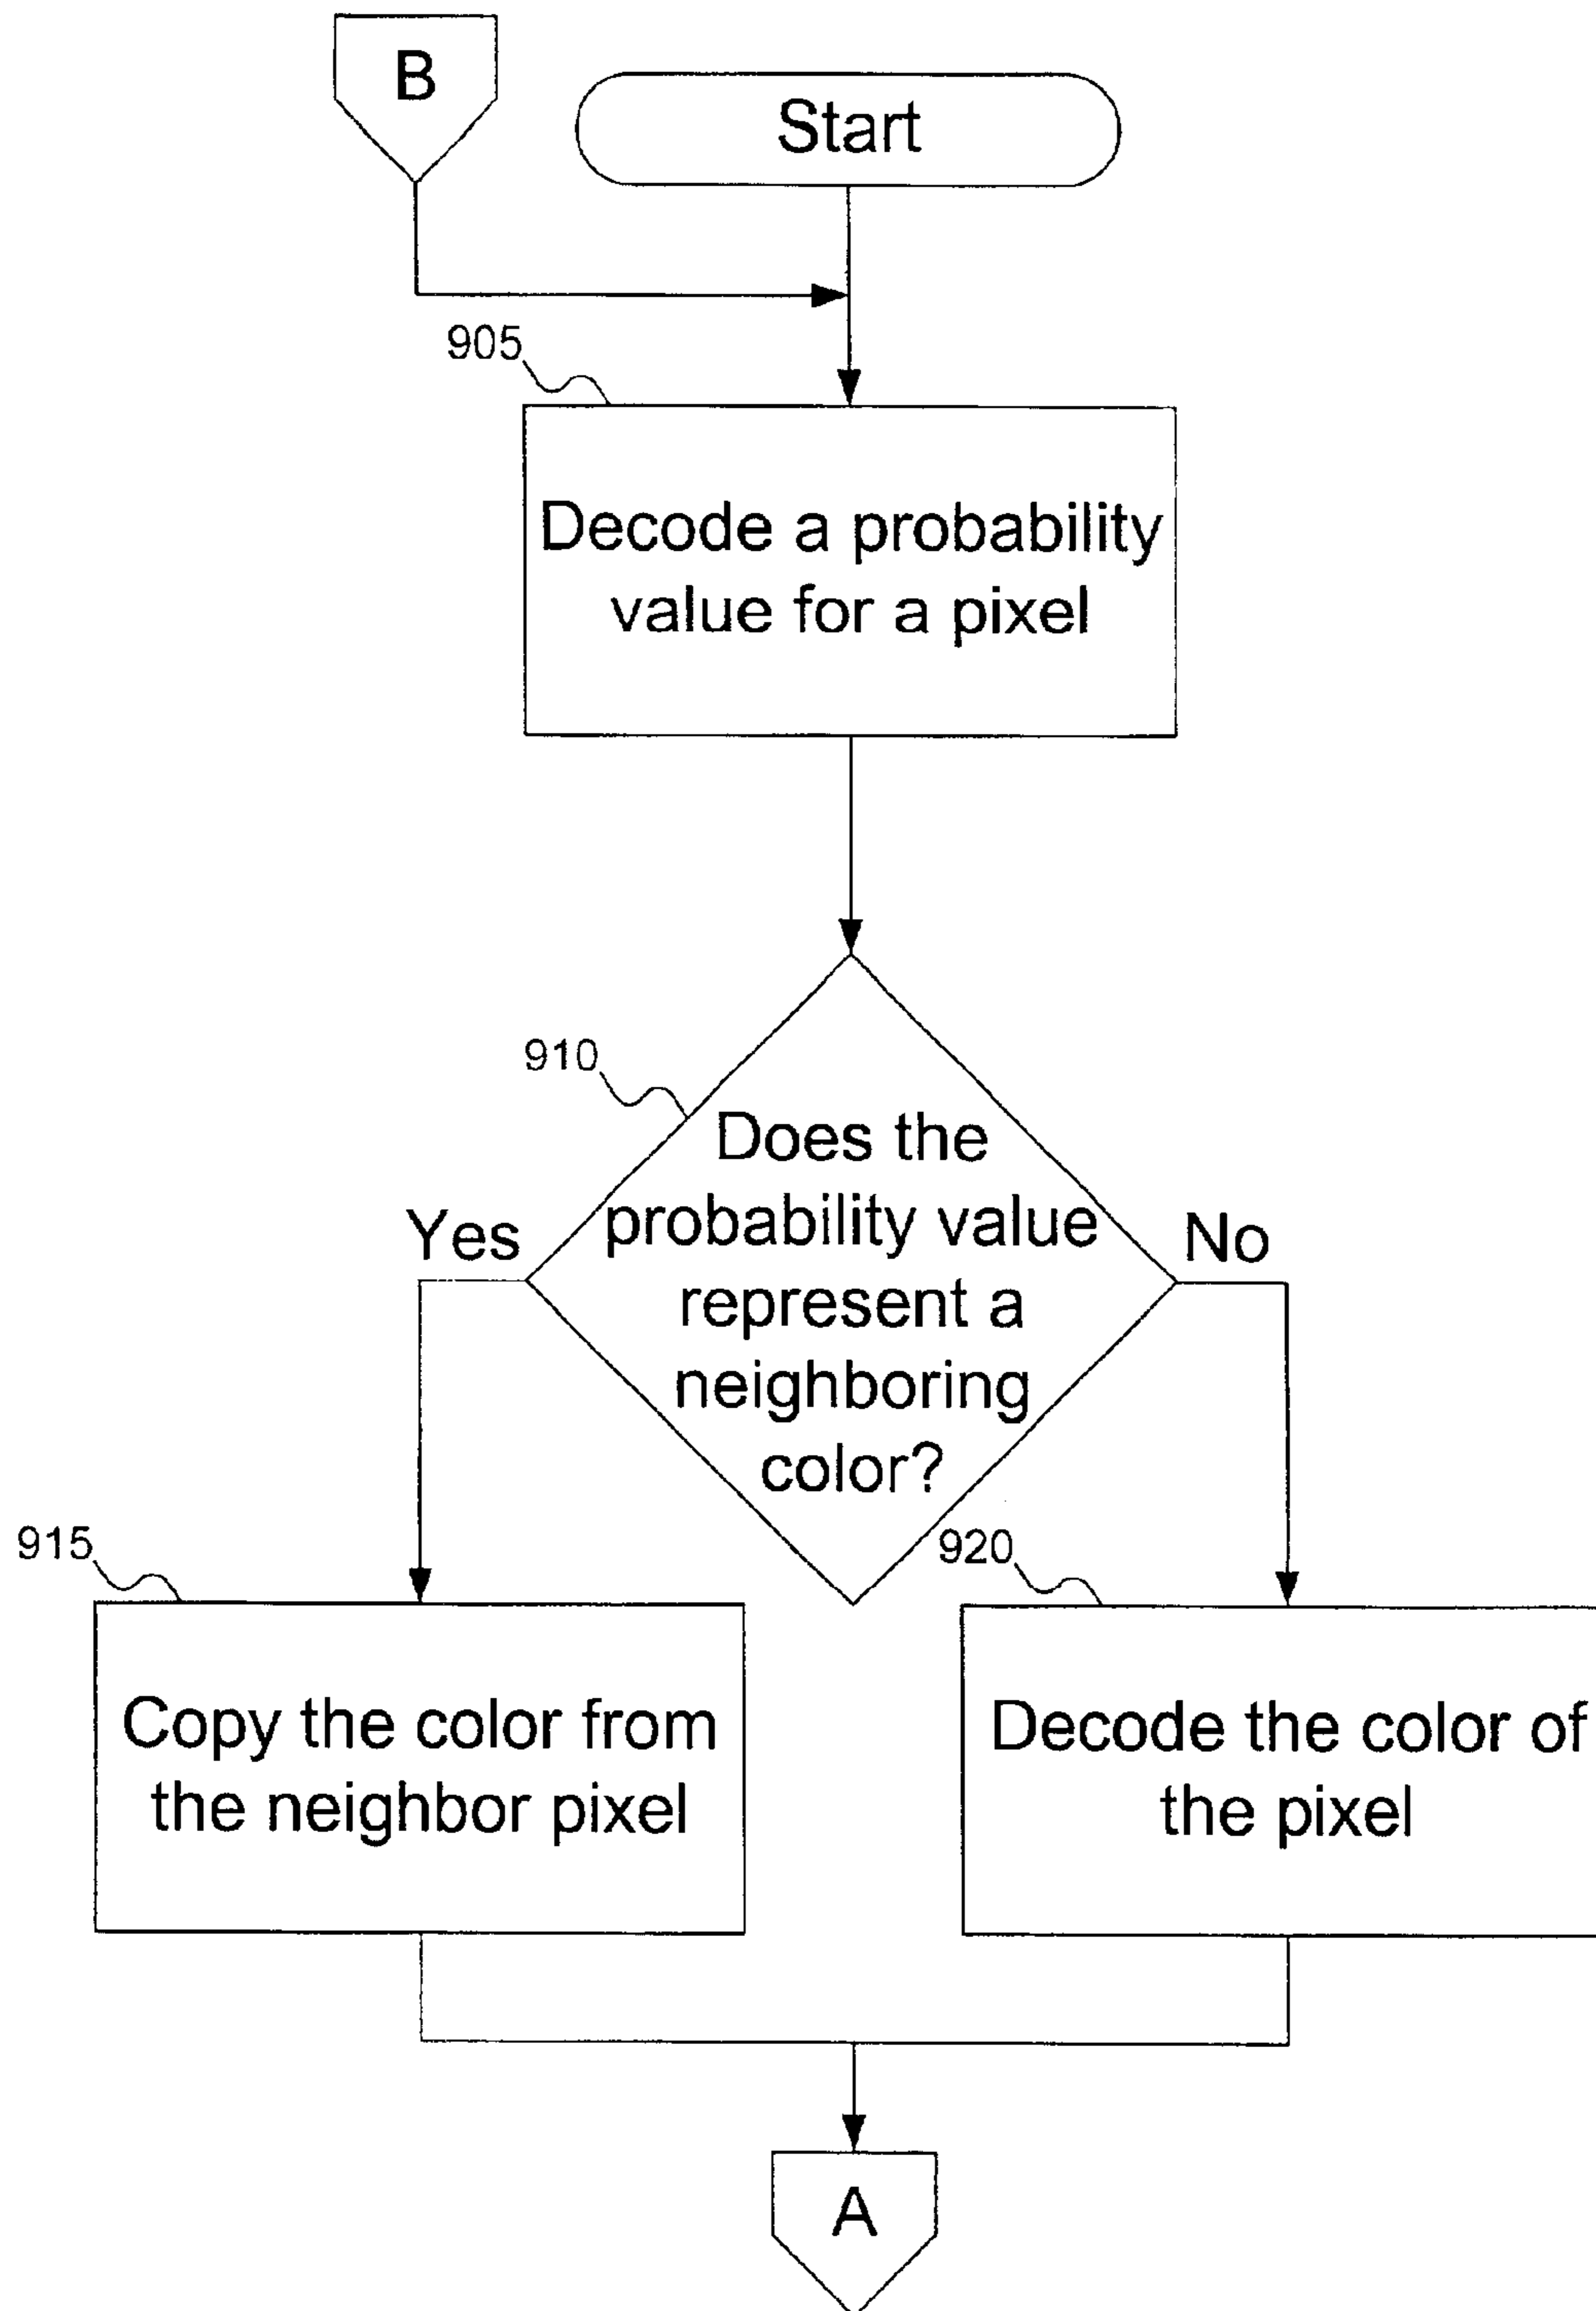 B
Start
905
Decode a probability
value for a pixel
910
Does the
probability value
represent a
neighboring
color?
Yes
No
915
Copy the color from
the neighbor pixel
920
Decode the color of
the pixel
A